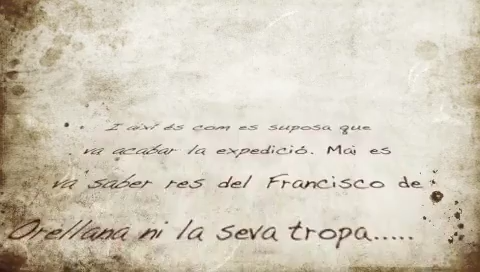 I així és com es suposa que
va acabar la expedició. Mai es
va saber res del Francisco de
Orellana ni la seva tropa.....